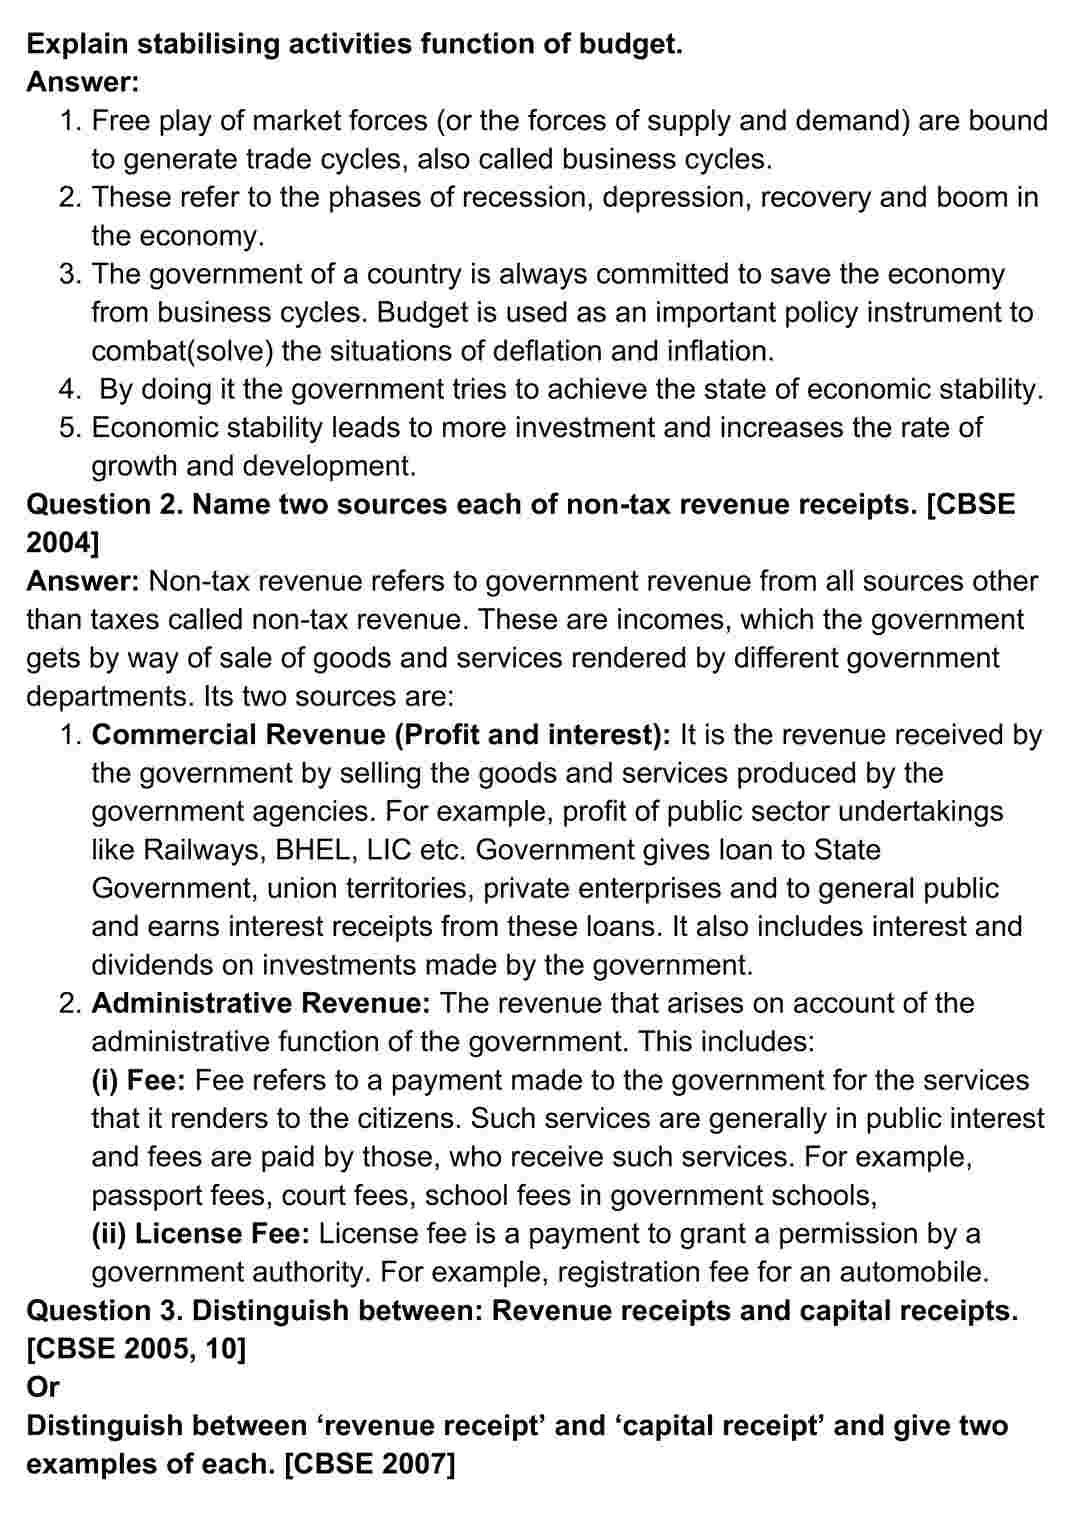 Explain stabilising activities function of budget.
Answer:
1. Free play of market forces (or the forces of supply and demand) are bound
to generate trade cycles, also called business cycles.
2. These refer to the phases of recession, depression, recovery and boom in
the economy.
3. The government of a country is always committed to save the economy
from business cycles. Budget is used as an important policy instrument to
combat(solve) the situations of deflation and inflation.
4. By doing it the government tries to achieve the state of economic stability.
5. Economic stability leads to more investment and increases the rate of
growth and development.
Question 2. Name two sources each of non-tax revenue receipts. [CBSE
2004]
Answer: Non-tax revenue refers to government revenue from all sources other
than taxes called non-tax revenue. These are incomes, which the government
gets by way of sale of goods and services rendered by different government
departments. Its two sources are:
1. Commercial Revenue (Profit and interest): It is the revenue received by
the government by selling the goods and services produced by the
government agencies. For example, profit of public sector undertakings
like Railways, BHEL, LIC etc. Government gives loan to State
Government, union territories, private enterprises and to general public
and earns interest receipts from these loans. It also includes interest and
dividends on investments made by the government.
2. Administrative Revenue: The revenue that arises on account of the
administrative function of the government. This includes:
(i) Fee: Fee refers to a payment made to the government for the services
that it renders to the citizens. Such services are generally in public interest
and fees are paid by those, who receive such services. For example,
passport fees, court fees, school fees in government schools,
(ii) License Fee: License fee is a payment to grant a permission by a
government authority. For example, registration fee for an automobile.
Question 3. Distinguish between: Revenue receipts and capital receipts.
[CBSE 2005, 10]
Or
Distinguish between ‘revenue receipt’ and ‘capital receipt’ and give two
examples of each. [CBSE 2007]